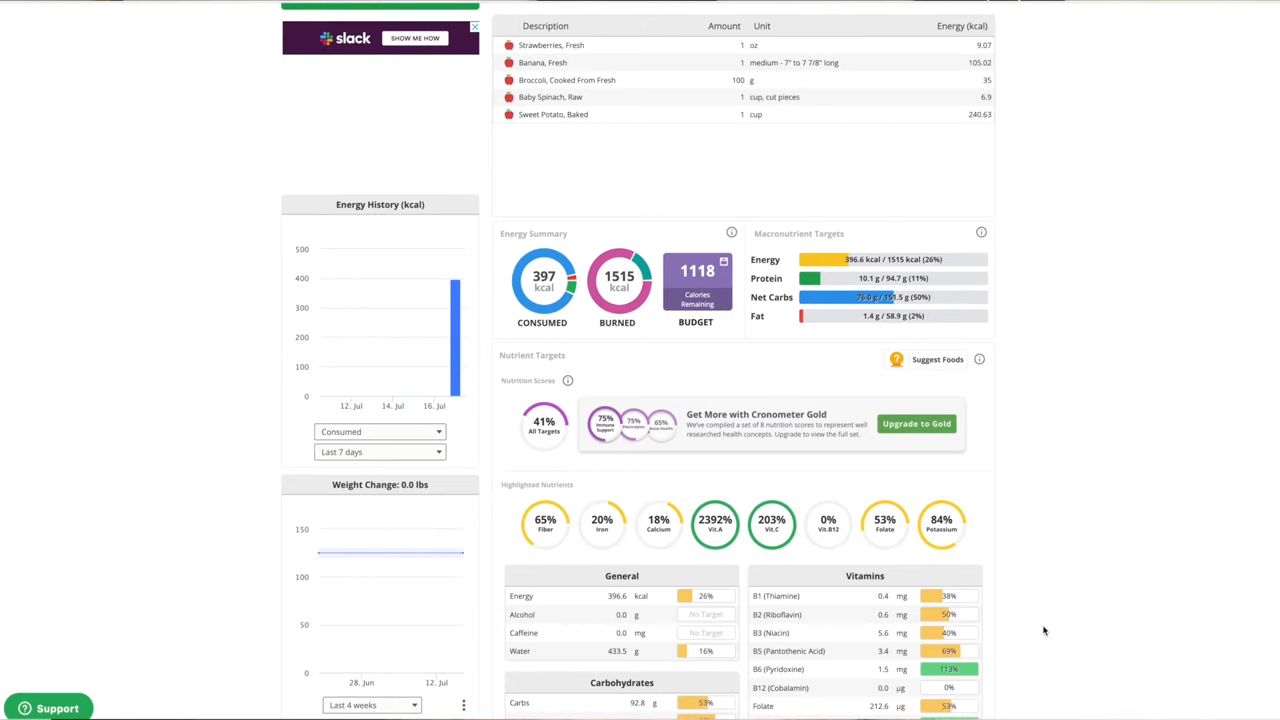 slack SHOW ME HOW
Description Amount Unit Energy (kcal)
Strawberries, Fresh 1 oz 9.07
Banana, Fresh 1 medium - 7" to 7 7/8" long 105.02
Broccoli, Cooked From Fresh 100 g 35
Baby Spinach, Raw 1 cup, cut pieces 6.9
Sweet Potato, Baked 1 cup 240.63
Energy History (kcal)
500
400
300
200
100
0
12. Jul 14. Jul 16. Jul
Consumed
Last 7 days
Weight Change: 0.0 lbs
150
100
50
0
28. Jun 12. Jul
Last 4 weeks
Support
Energy Summary
397
kcal
CONSUMED
1515
kcal
BURNED
1118
Calories
Remaining
BUDGET
Macronutrient Targets
Energy 396.6 kcal / 1515 kcal (26%)
Protein 10.1 g / 94.7 g (11%)
Net Carbs 76.0 g / 151.5 g (50%)
Fat 1.4 g / 58.9 g (2%)
Nutrient Targets
Suggest Foods
Nutrition Scores
41%
All Targets
75%
Immune
Support
75%
Electrolytes
65%
Bone Health
Get More with Cronometer Gold
We've compiled a set of 8 nutrition scores to represent well
researched health concepts. Upgrade to view the full set.
Upgrade to Gold
Highlighted Nutrients
65%
Fiber
20%
Iron
18%
Calcium
2392%
Vit.A
203%
Vit.C
0%
Vit.B12
53%
Folate
84%
Potassium
General
Energy 396.6 kcal 26%
Alcohol 0.0 g No Target
Caffeine 0.0 mg No Target
Water 433.5 g 16%
Carbohydrates
Carbs 92.8 g 53%
Vitamins
B1 (Thiamine) 0.4 mg 38%
B2 (Riboflavin) 0.6 mg 50%
B3 (Niacin) 5.6 mg 40%
B5 (Pantothenic Acid) 3.4 mg 69%
B6 (Pyridoxine) 1.5 mg 113%
B12 (Cobalamin) 0.0 µg 0%
Folate 212.6 µg 53%